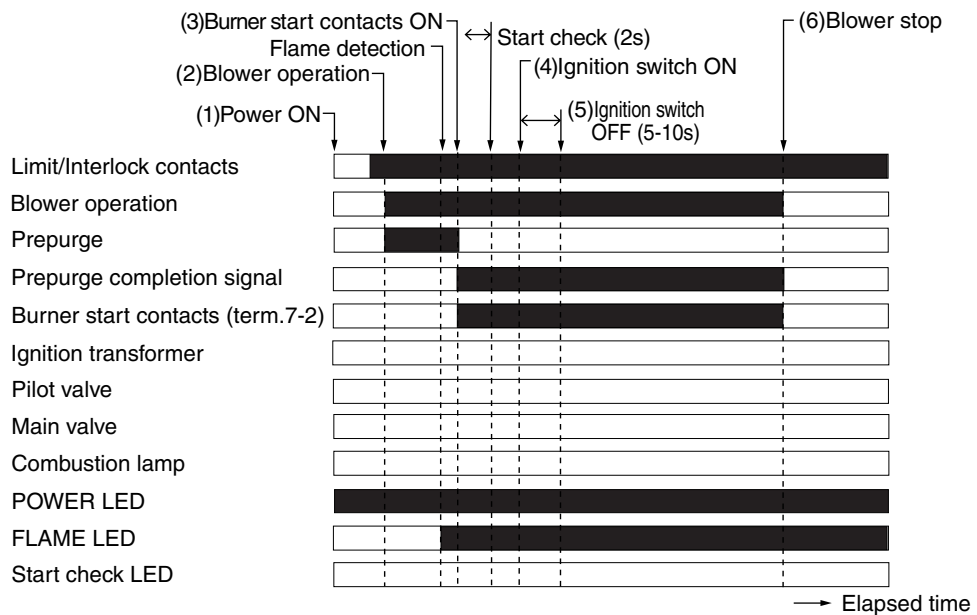 (3)Burner start contacts ON
(6)Blower stop
Flame detection
Start check (2s)
(2)Blower operation
(4)Ignition switch ON
(1)Power ON
(5)Ignition switch
OFF (5-10s)
Limit/Interlock contacts
Blower operation
Prepurge
Prepurge completion signal
Burner start contacts (term.7-2)
Ignition transformer
Pilot valve
Main valve
Combustion lamp
POWER LED
FLAME LED
Start check LED
Elapsed time